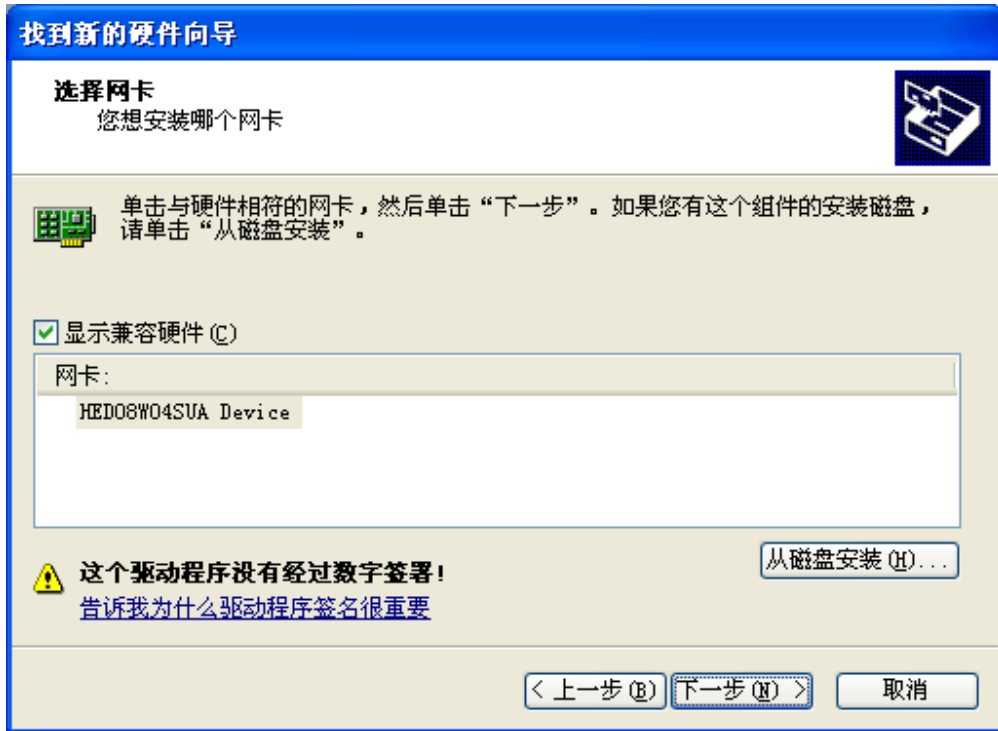 找到新的硬件向导
选择网卡
您想安装哪个网卡
单击与硬件相符的网卡，然后单击“下一步”。如果您有这个组件的安装磁盘，
请单击“从磁盘安装”。
显示兼容硬件(C)
网卡:
HED08W04SUA Device
从磁盘安装(H)...
这个驱动程序没有经过数字签署!
告诉我为什么驱动程序签名很重要
< 上一步(B) 下一步(N) > 取消